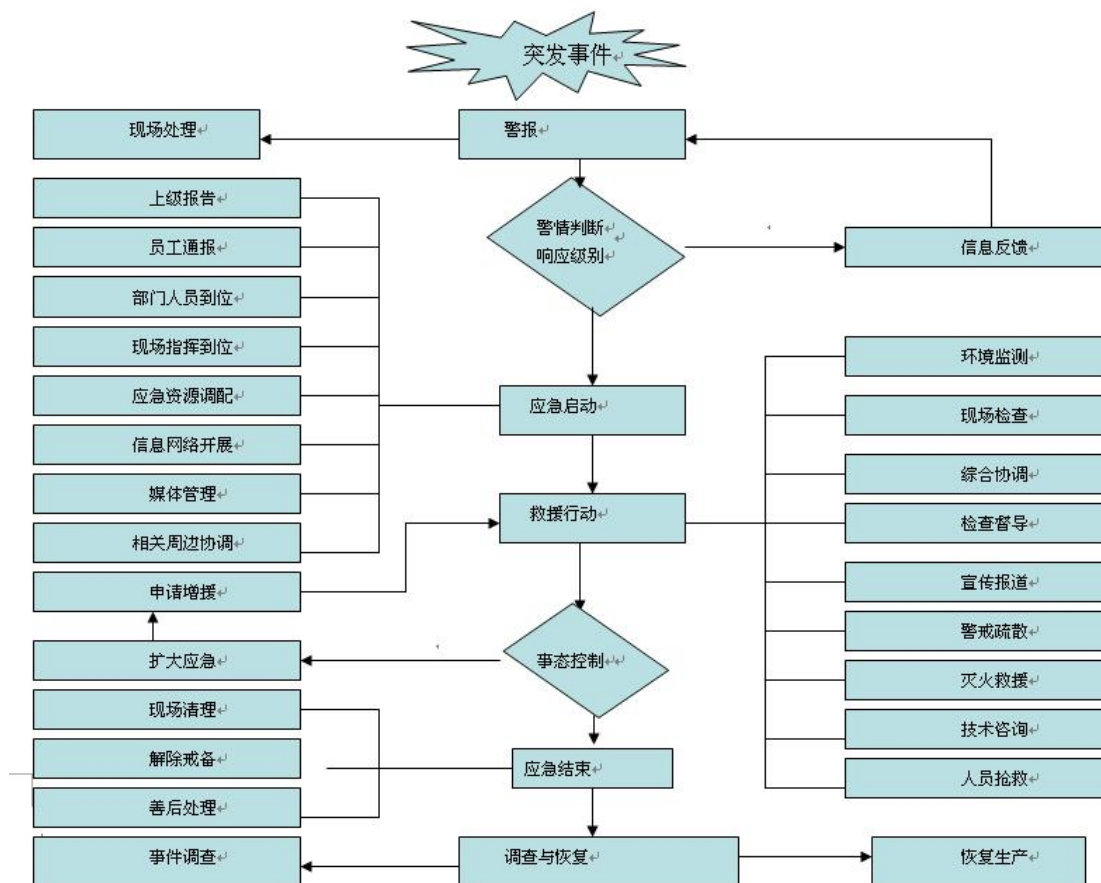 突发事件
现场处理
警报
上级报告
警情判断
响应级别
员工通报
信息反馈
部门人员到位
现场指挥到位
环境监测
应急资源调配
应急启动
现场检查
信息网络开展
综合协调
媒体管理
救援行动
检查督导
相关周边协调
申请增援
宣传报道
警戒疏散
扩大应急
事态控制
灭火救援
现场清理
技术咨询
解除戒备
应急结束
人员抢救
善后处理
事件调查
调查与恢复
恢复生产